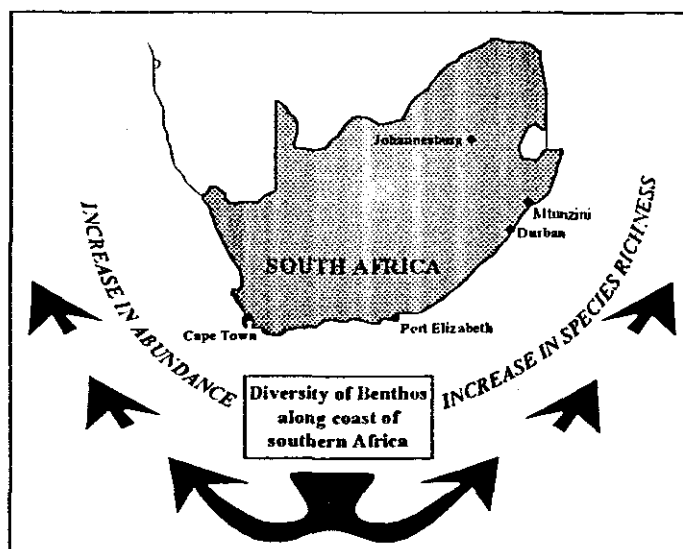 Johannesburg
Mtunzini
Durban
SOUTH AFRICA
Cape Town
Port Elizabeth
INCREASE IN ABUNDANCE
INCREASE IN SPECIES RICHNESS
Diversity of Benthos
along coast of
southern Africa